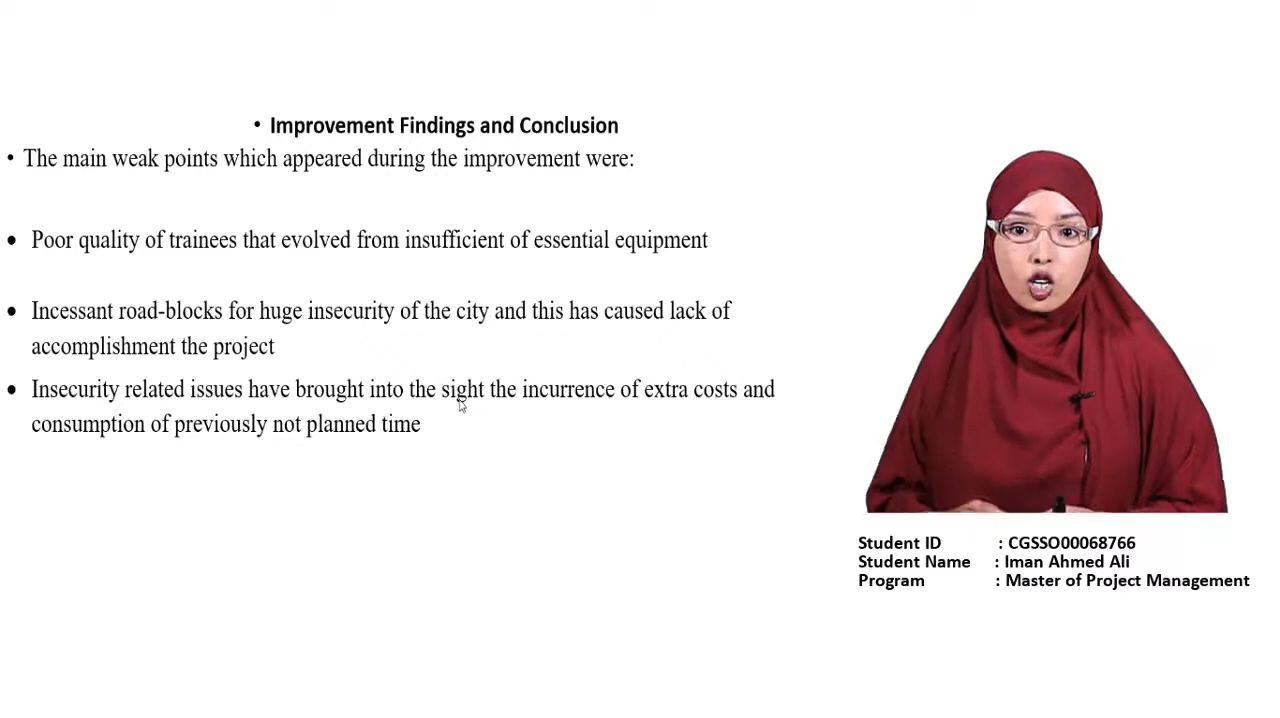 • Improvement Findings and Conclusion
• The main weak points which appeared during the improvement were:
• Poor quality of trainees that evolved from insufficient of essential equipment
• Incessant road-blocks for huge insecurity of the city and this has caused lack of
accomplishment the project
• Insecurity related issues have brought into the sight the incurrence of extra costs and
consumption of previously not planned time
Student ID : CGSSO00068766
Student Name : Iman Ahmed Ali
Program : Master of Project Management